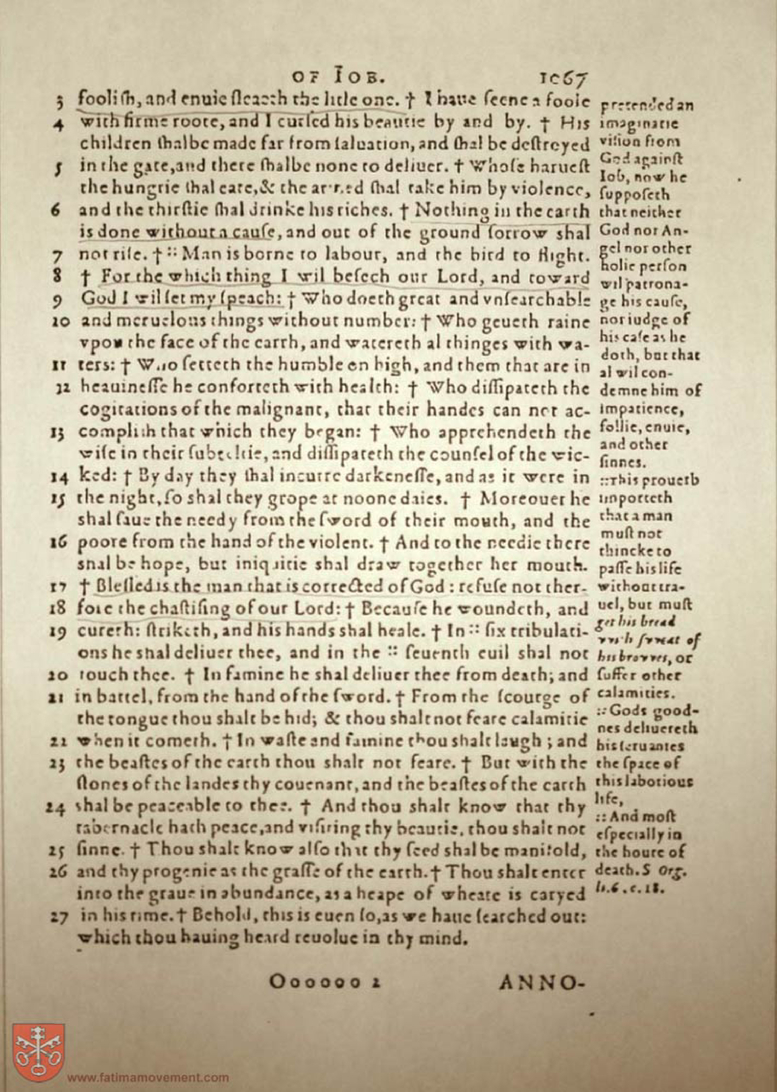 OF IOB.
1067
3 foolish, and enuie sleaeth the litle one. † I haue seene a foole
4 with firme roote, and I cursed his beautie by and by. † His
children shalbe made far from saluation, and shal be destroyed
5 in the gate, and there shalbe none to deliuer. † Whose haruest
the hungrie shal eate, & the armed shal take him by violence,
6 and the thirstie shal drinke his riches. † Nothing in the earth
is done without a cause, and out of the ground sorrow shal
7 not rise. † :: Man is borne to labour, and the bird to flight.
8 † For the which thing I wil besech our Lord, and toward
9 God I wil set my speach: † Who doeth great and vnsearchable
10 and meruelous things without number: † Who geueth raine
vpon the face of the earth, and watereth al thinges with wa-
11 ters: † Who setteth the humble on high, and them that are in
12 heauinesse he conforteth with health: † Who dissipateth the
cogitations of the malignant, that their handes can not ac-
13 complish that which they began: † Who apprehendeth the
wise in their subteltie, and dissipateth the counsel of the wic-
14 ked: † By day they shal incurre darkenesse, and as it were in
15 the night, so shal they grope at noone daies. † Moreouer he
shal saue the needy from the sword of their mouth, and the
16 poore from the hand of the violent. † And to the needie there
shal be hope, but iniquitie shal draw together her mouth.
17 † Blessed is the man that is corrected of God: refuse not ther-
18 fore the chastising of our Lord: † Because he woundeth, and
19 cureth: striketh, and his hands shal heale. † In :: six tribulati-
ons he shal deliuer thee, and in the :: seuenth euil shal not
20 touch thee. † In famine he shal deliuer thee from death; and
21 in battel, from the hand of the sword. † From the scourge of
the tongue thou shalt be hid; & thou shalt not feare calamitie
22 when it cometh. † In waste and famine thou shalt laugh; and
23 the beastes of the earth thou shalt not feare. † But with the
stones of the landes thy couenant, and the beastes of the earth
24 shal be peaceable to thee. † And thou shalt know that thy
tabernacle hath peace, and visiting thy beautie, thou shalt not
25 sinne. † Thou shalt know also that thy seed shal be manifold,
26 and thy progenie as the grasse of the earth. † Thou shalt enter
into the graue in abundance, as a heape of wheate is caryed
27 in his time. † Behold, this is euen so, as we haue searched out:
which thou hauing heard reuolue in thy mind.
pretended an
imaginatie
vision from
God against
Iob, now he
supposeth
that neither
God nor An-
gel nor other
holie person
wil patrona-
ge his cause,
nor iudge of
his case as he
doth, but that
al wil con-
demne him of
impatience,
follie, enuie,
and other
sinnes.
:: This prouerb
importeth
that a man
must not
thincke to
passe his life
without tra-
uel, but must
get his bread
with sweat of
his browes, or
suffer other
calamities.
:: Gods good-
nes deliuereth
his seruantes
the space of
this laborious
life,
:: And most
especially in
the houre of
death. S Grg.
li. 6. c. 18.
Oooooo 2
ANNO-
www.fatimamovement.com